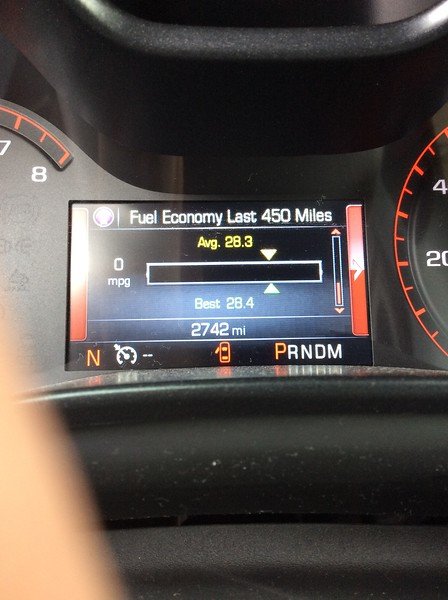 7
8
Fuel Economy Last 450 Miles
Avg. 28.3
0
mpg
Best 28.4
2742 mi
N -- PRNDM
4
20